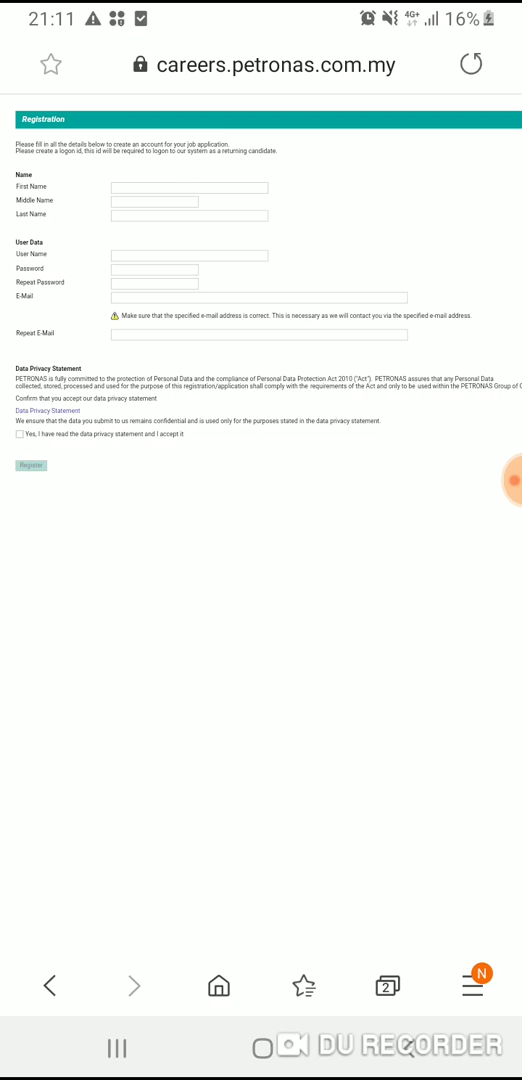 21:11 4G+ 16%
careers.petronas.com.my
Registration
Please fill in all the details below to create an account for your job application.
Please create a logon id, this id will be required to logon to our system as a returning candidate.
Name
First Name
Middle Name
Last Name
User Data
User Name
Password
Repeat Password
E-Mail
Make sure that the specified e-mail address is correct. This is necessary as we will contact you via the specified e-mail address.
Repeat E-Mail
Data Privacy Statement
PETRONAS is fully committed to the protection of Personal Data and the compliance of Personal Data Protection Act 2010 ("Act"). PETRONAS assures that any Personal Data
collected, stored, processed and used for the purpose of this registration/application shall comply with the requirements of the Act and only to be used within the PETRONAS Group of
Confirm that you accept our data privacy statement
Data Privacy Statement
We ensure that the data you submit to us remains confidential and is used only for the purposes stated in the data privacy statement.
Yes, I have read the data privacy statement and I accept it
Register
N
2
DU RECORDER